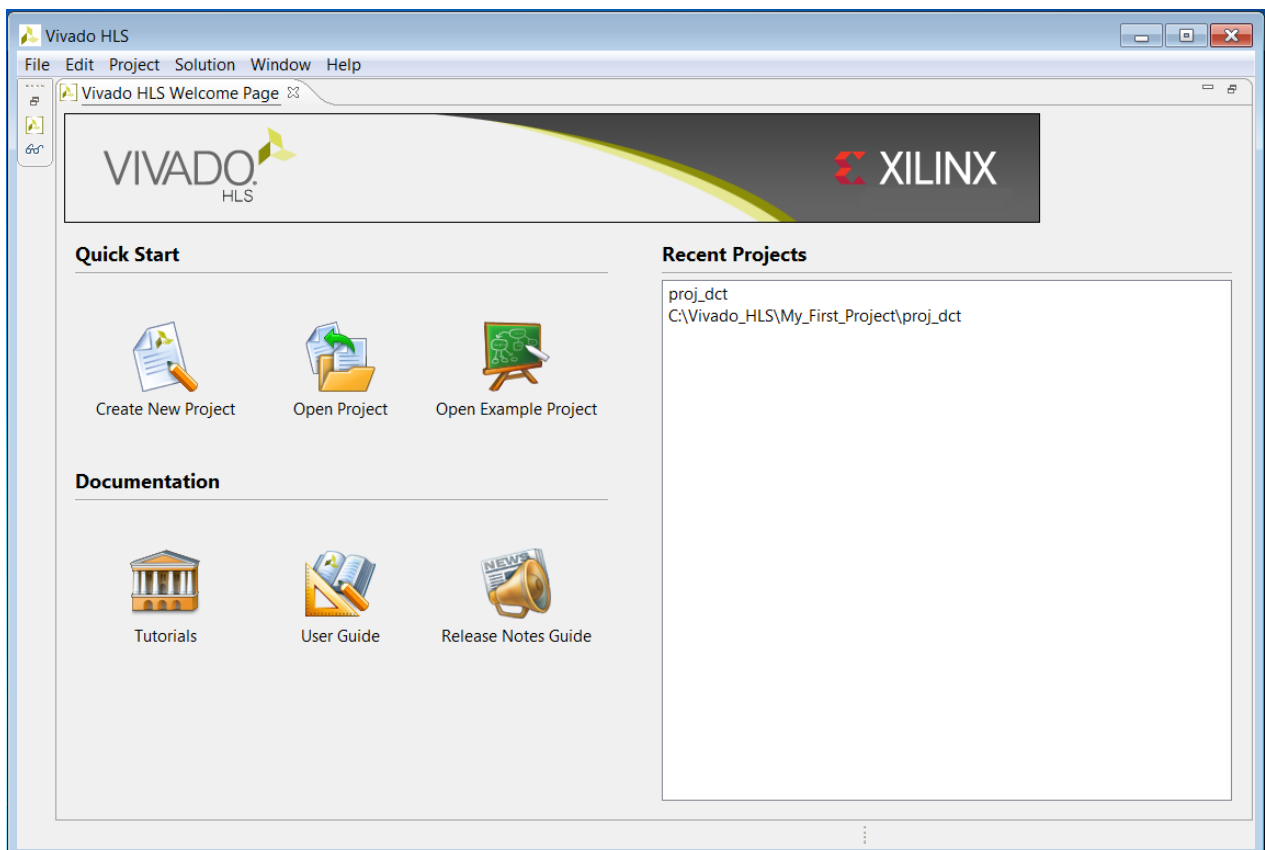 Vivado HLS
File Edit Project Solution Window Help
Vivado HLS Welcome Page
VIVADO.
HLS
XILINX
Quick Start
Create New Project
Open Project
Open Example Project
Documentation
NEWS
Tutorials
User Guide
Release Notes Guide
Recent Projects
proj_dct
C:\Vivado_HLS\My_First_Project\proj_dct